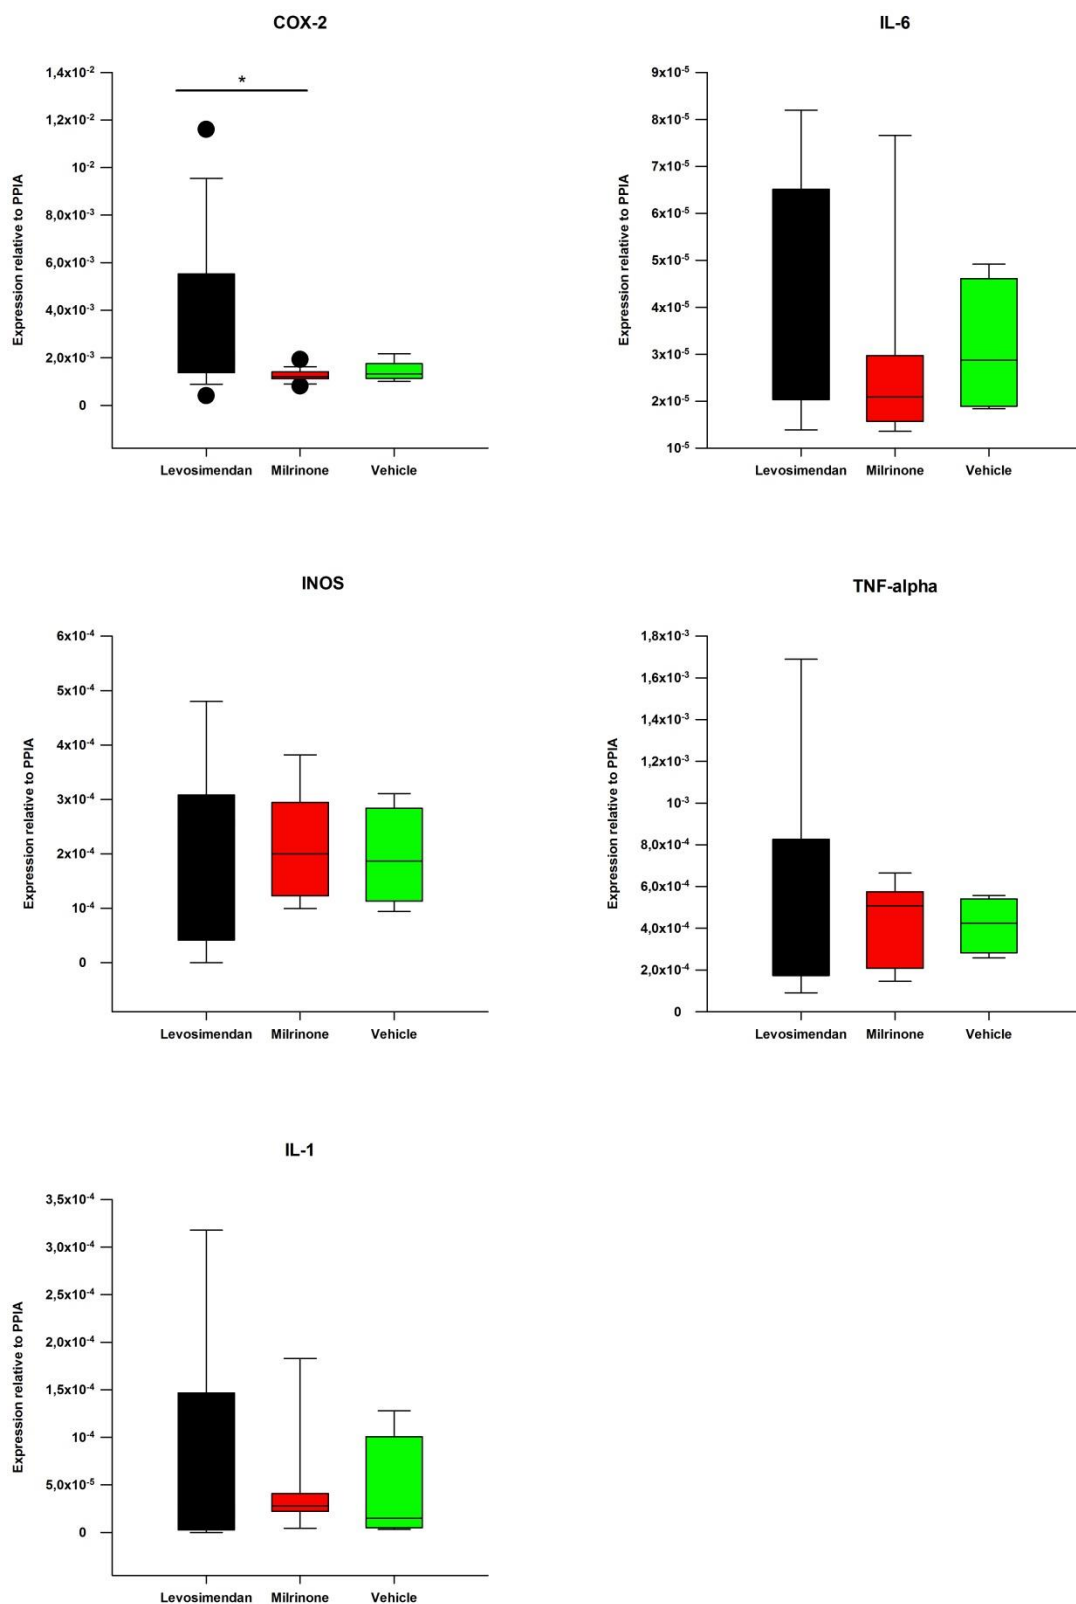 COX-2
*
1,4x10⁻²
1,2x10⁻²
10⁻²
8,0x10⁻³
6,0x10⁻³
4,0x10⁻³
2,0x10⁻³
0
Expression relative to PPIA
Levosimendan Milrinone Vehicle
IL-6
9x10⁻⁵
8x10⁻⁵
7x10⁻⁵
6x10⁻⁵
5x10⁻⁵
4x10⁻⁵
3x10⁻⁵
2x10⁻⁵
10⁻⁵
Expression relative to PPIA
Levosimendan Milrinone Vehicle
INOS
6x10⁻⁴
5x10⁻⁴
4x10⁻⁴
3x10⁻⁴
2x10⁻⁴
10⁻⁴
0
Expression relative to PPIA
Levosimendan Milrinone Vehicle
TNF-alpha
1,8x10⁻³
1,6x10⁻³
1,4x10⁻³
1,2x10⁻³
10⁻³
8,0x10⁻⁴
6,0x10⁻⁴
4,0x10⁻⁴
2,0x10⁻⁴
0
Expression relative to PPIA
Levosimendan Milrinone Vehicle
IL-1
3,5x10⁻⁴
3,0x10⁻⁴
2,5x10⁻⁴
2,0x10⁻⁴
1,5x10⁻⁴
10⁻⁴
5,0x10⁻⁵
0
Expression relative to PPIA
Levosimendan Milrinone Vehicle